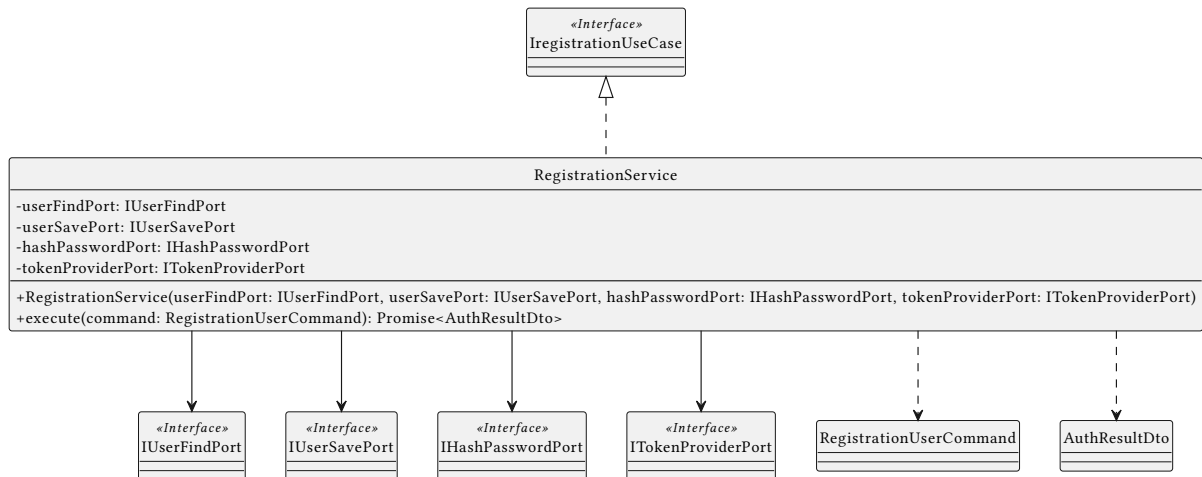 «Interface»
IregistrationUseCase
RegistrationService
-userFindPort: IUserFindPort
-userSavePort: IUserSavePort
-hashPasswordPort: IHashPasswordPort
-tokenProviderPort: ITokenProviderPort
+RegistrationService(userFindPort: IUserFindPort, userSavePort: IUserSavePort, hashPasswordPort: IHashPasswordPort, tokenProviderPort: ITokenProviderPort)
+execute(command: RegistrationUserCommand): Promise<AuthResultDto>
«Interface»
IUserFindPort
«Interface»
IUserSavePort
«Interface»
IHashPasswordPort
«Interface»
ITokenProviderPort
RegistrationUserCommand
AuthResultDto